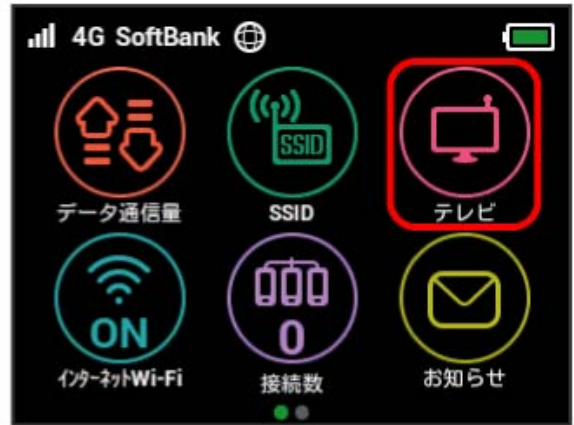 4G SoftBank
データ通信量
SSID
SSID
テレビ
ON
インターネットWi-Fi
0
接続数
お知らせ